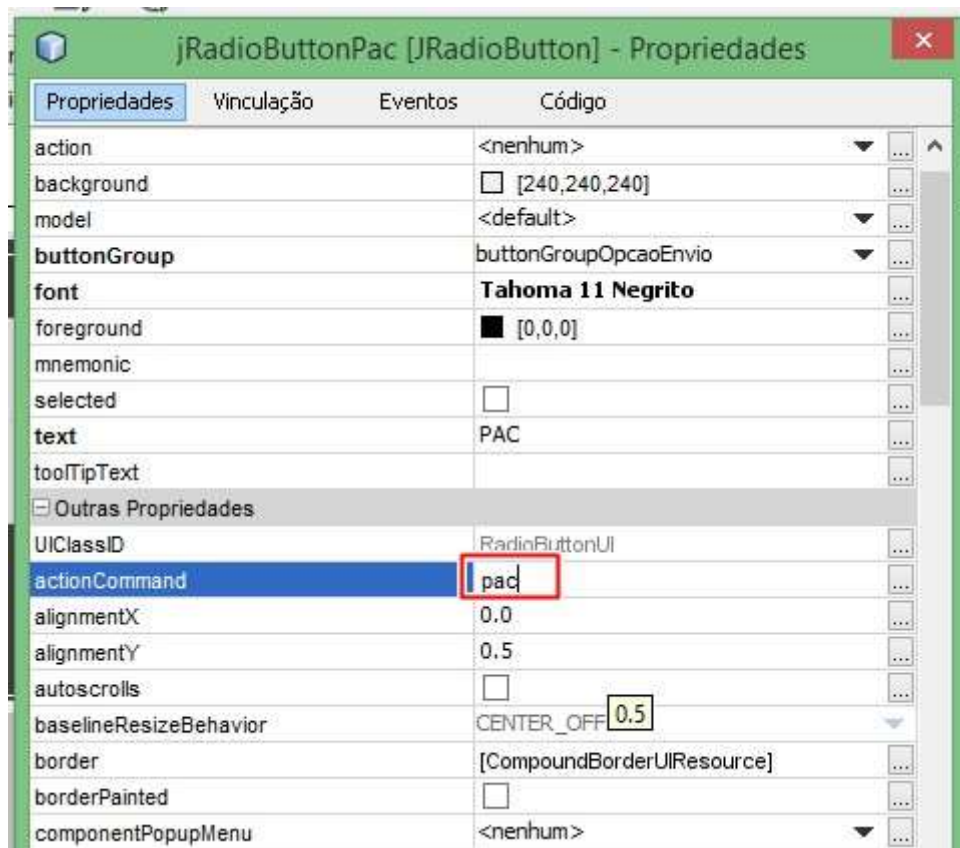 jRadioButtonPac [JRadioButton] - Propriedades
Propriedades Vinculação Eventos Código
action <nenhum> ...
background [240,240,240] ...
model <default> ...
buttonGroup buttonGroupOpcaoEnvio ...
font Tahoma 11 Negrito ...
foreground [0,0,0] ...
mnemonic ...
selected ...
text PAC ...
toolTipText ...
Outras Propriedades
UIClassID RadioButtonUI ...
actionCommand pac ...
alignmentX 0.0 ...
alignmentY 0.5 ...
autoscrolls ...
baselineResizeBehavior CENTER_OFF 0.5
border [CompoundBorderUIResource] ...
borderPainted ...
componentPopupMenu <nenhum> ...